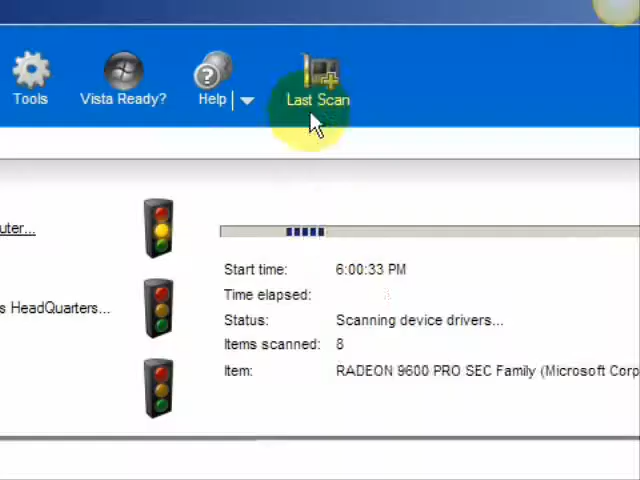 Tools
Vista Ready?
Help
Last Scan
uter...
Start time: 6:00:33 PM
Time elapsed:
s HeadQuarters...
Status: Scanning device drivers...
Items scanned: 8
Item: RADEON 9600 PRO SEC Family (Microsoft Corp